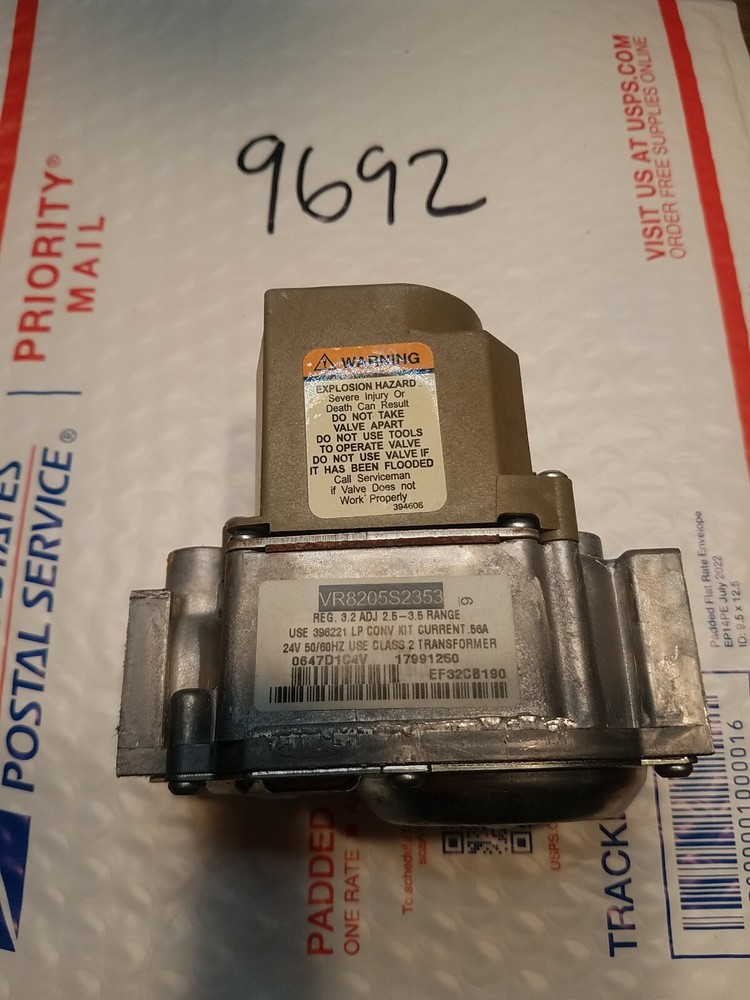 9692
PRIORITY®
MAIL
VISIT US AT USPS.COM
ORDER FREE SUPPLIES ONLINE
STATES
POSTAL SERVICE®
WARNING
EXPLOSION HAZARD
Severe Injury Or
Death Can Result
DO NOT TAKE
VALVE APART
DO NOT USE TOOLS
TO OPERATE VALVE
DO NOT USE VALVE IF
IT HAS BEEN FLOODED
Call Serviceman
if Valve Does not
Work Properly
394606
VR8205S2353 6
REG. 3.2 ADJ 2.5-3.5 RANGE
USE 396221 LP CONV KIT CURRENT .56A
24V 50/60HZ USE CLASS 2 TRANSFORMER
0647D1C4V 17991250
EF32CB190
Padded Flat Rate Envelope
EP14PE July 2022
ID: 9.5 x 12.5
PADDED
ONE RATE
To schedule
USPS.C
TRACK